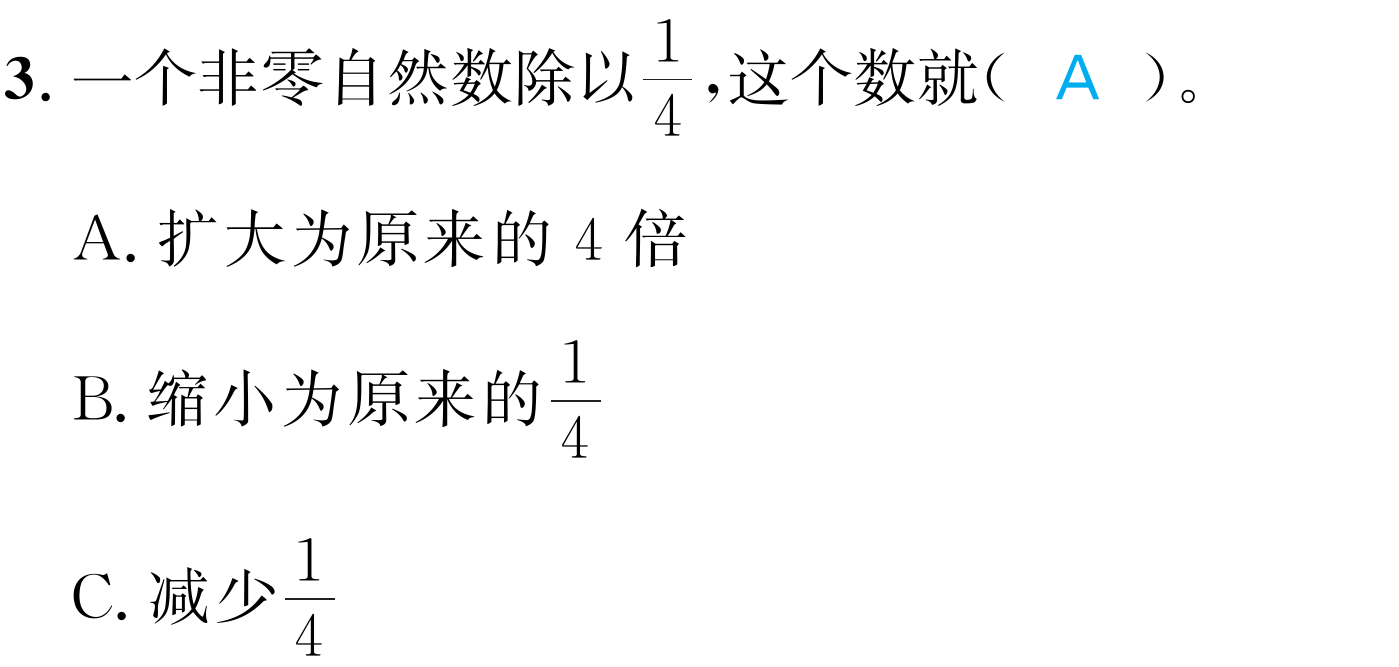 3. 一个非零自然数除以1/4,这个数就( A )。
A. 扩大为原来的 4 倍
B. 缩小为原来的1/4
C. 减少1/4